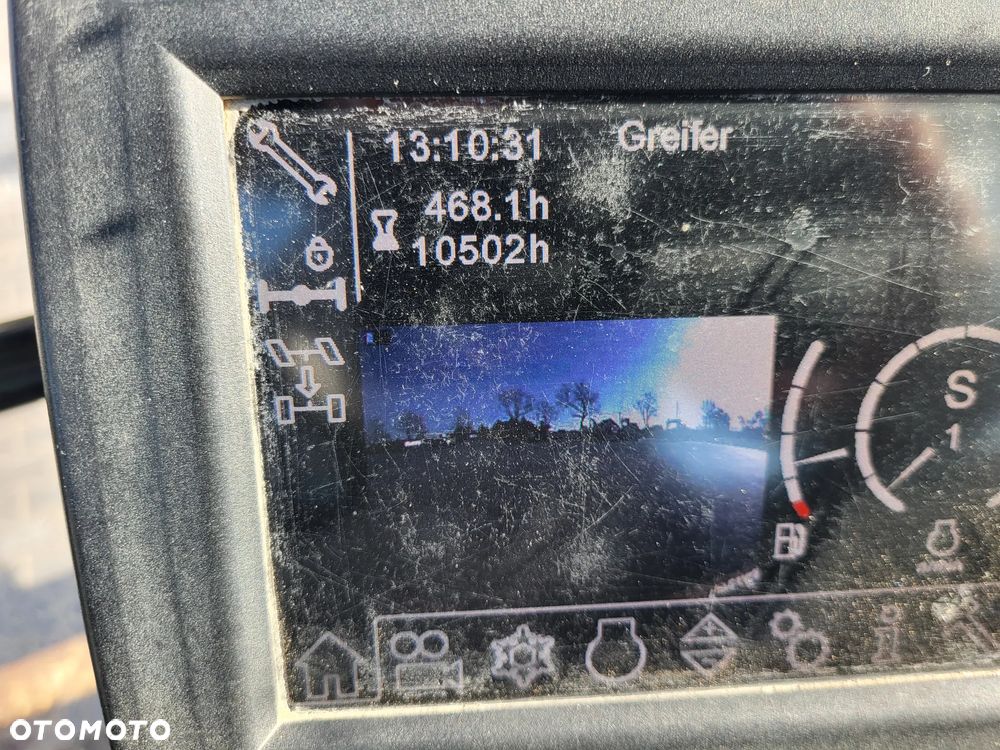 13:10:31
Greifer
468.1h
10502h
S
1
OTOMOTO